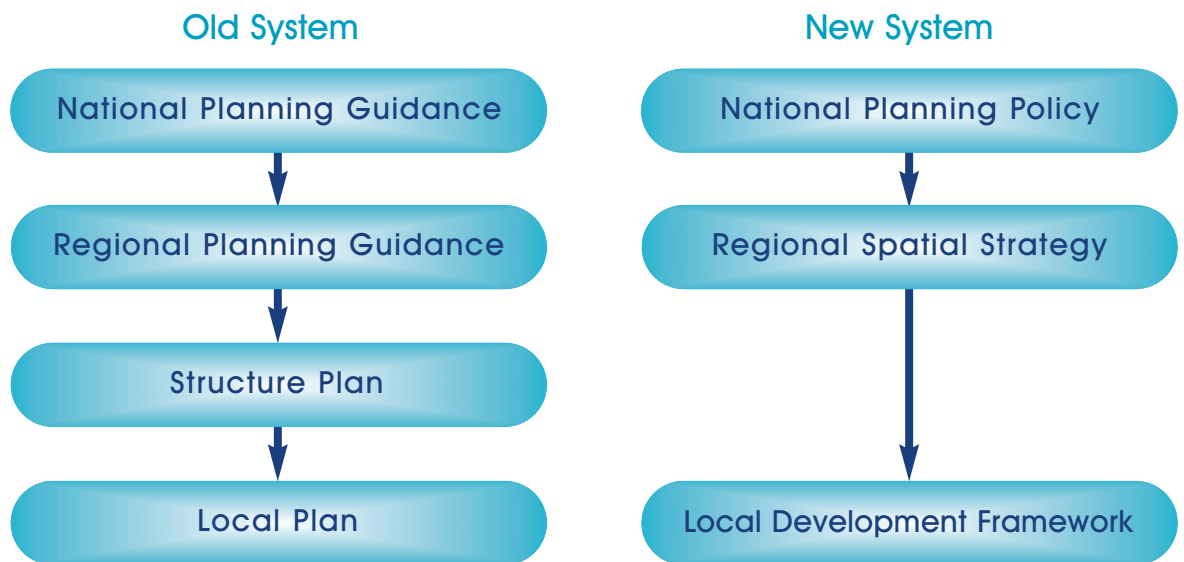 Old System
National Planning Guidance
Regional Planning Guidance
Structure Plan
Local Plan
New System
National Planning Policy
Regional Spatial Strategy
Local Development Framework